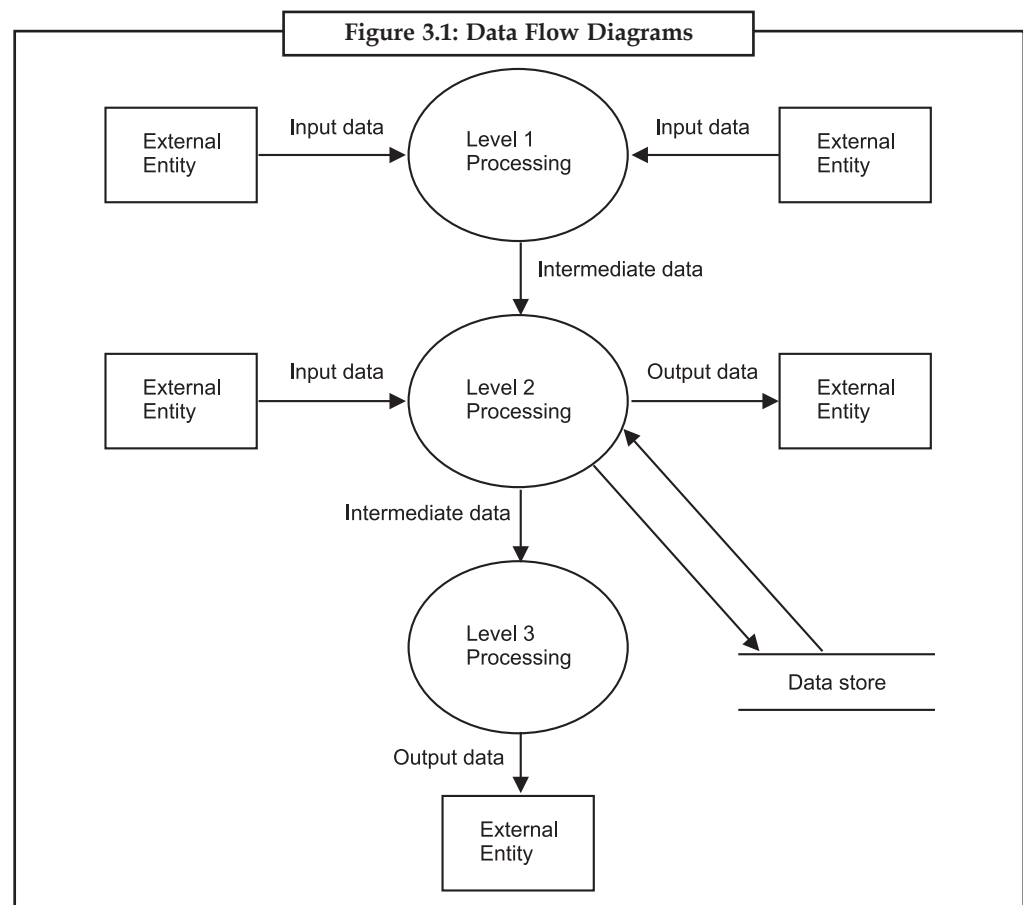 Figure 3.1: Data Flow Diagrams
External
Entity
Input data
Level 1
Processing
Input data
External
Entity
Intermediate data
External
Entity
Input data
Level 2
Processing
Output data
External
Entity
Intermediate data
Level 3
Processing
Data store
Output data
External
Entity